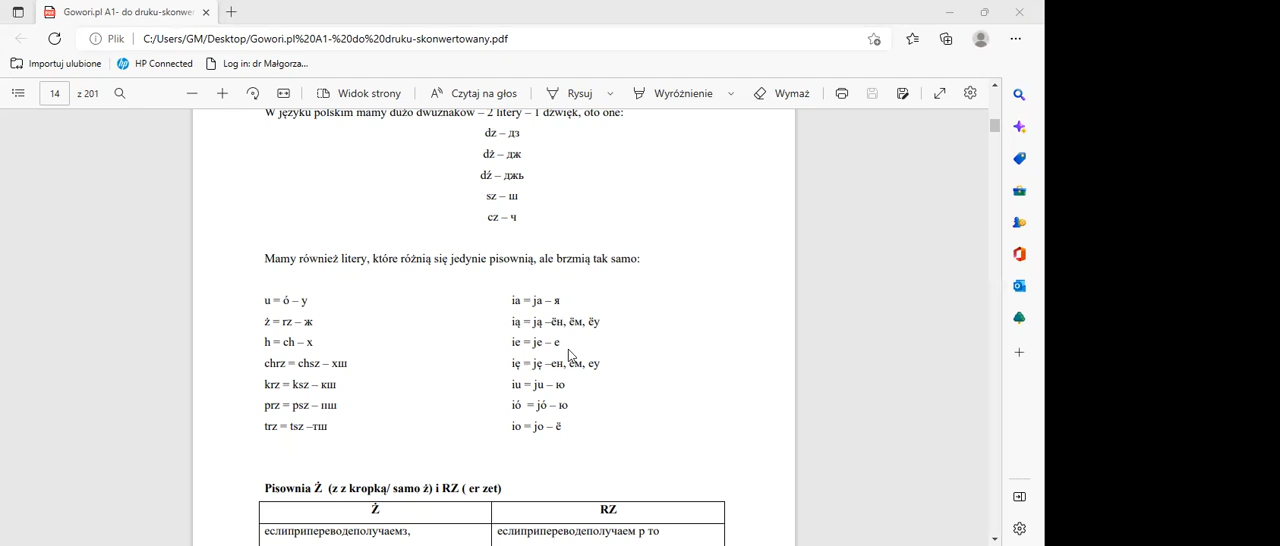 Gowori.pl A1- do druku-skonwer
Plik C:/Users/GM/Desktop/Gowori.pl%20A1-%20do%20druku-skonwertowany.pdf
Importuj ulubione HP Connected Log in: dr Małgorza...
14 z 201 Widok strony Czytaj na głos Rysuj Wyróżnienie Wymaż
W języku polskim mamy dużo dwuznaków – 2 litery – 1 dźwięk, oto one:
dz – дз
dż – дж
dź – джь
sz – ш
cz – ч
Mamy również litery, które różnią się jedynie pisownią, ale brzmią tak samo:
u = ó – у ia = ja – я
ż = rz – ж ią = ją –ён, ём, ёу
h = ch – х ie = je – е
chrz = chsz – хш ię = ję –ен, ем, еу
krz = ksz – кш iu = ju – ю
prz = psz – пш ió = jó – ю
trz = tsz –тш io = jo – ё
Pisownia Ż (z z kropką/ samo ż) i RZ ( er zet)
Ż RZ
еслиприпереводеполучаемз, еслиприпереводеполучаем р то